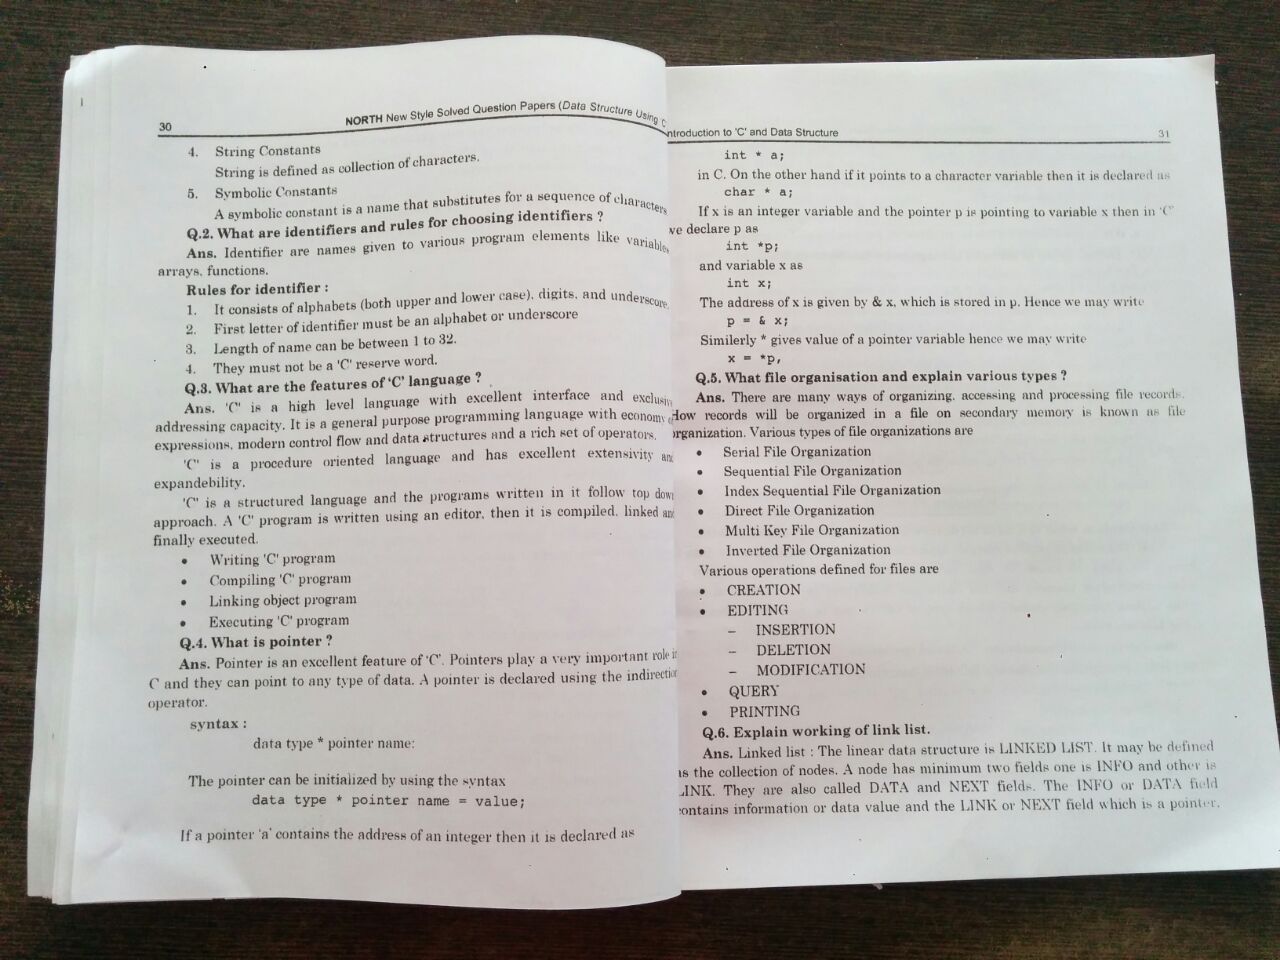 30
NORTH New Style Solved Question Papers (Data Structure Using C
4. String Constants
String is defined as collection of characters.
5. Symbolic Constants
A symbolic constant is a name that substitutes for a sequence of characters
Q.2. What are identifiers and rules for choosing identifiers ?
Ans. Identifier are names given to various program elements like variables
arrays, functions.
Rules for identifier :
1. It consists of alphabets (both upper and lower case), digits, and underscore.
2. First letter of identifier must be an alphabet or underscore
3. Length of name can be between 1 to 32.
4. They must not be a 'C' reserve word.
Q.3. What are the features of 'C' language ?
Ans. 'C' is a high level language with excellent interface and exclusive
addressing capacity. It is a general purpose programming language with economy
expressions, modern control flow and data structures and a rich set of operators.
'C' is a procedure oriented language and has excellent extensivity and
expandebility.
'C' is a structured language and the programs written in it follow top down
approach. A 'C' program is written using an editor, then it is compiled, linked and
finally executed.
• Writing 'C' program
• Compiling 'C' program
• Linking object program
• Executing 'C' program
Q.4. What is pointer ?
Ans. Pointer is an excellent feature of 'C'. Pointers play a very important role in
C and they can point to any type of data. A pointer is declared using the indirection
operator.
syntax :
data type * pointer name:
The pointer can be initialized by using the syntax
data type * pointer name = value;
If a pointer 'a' contains the address of an integer then it is declared as
ntroduction to 'C' and Data Structure 31
int * a;
in C. On the other hand if it points to a character variable then it is declared as
char * a;
If x is an integer variable and the pointer p is pointing to variable x then in 'C'
we declare p as
int *p;
and variable x as
int x;
The address of x is given by & x, which is stored in p. Hence we may write
p = & x;
Similerly * gives value of a pointer variable hence we may write
x = *p,
Q.5. What file organisation and explain various types ?
Ans. There are many ways of organizing, accessing and processing file records.
How records will be organized in a file on secondary memory is known as file
organization. Various types of file organizations are
• Serial File Organization
• Sequential File Organization
• Index Sequential File Organization
• Direct File Organization
• Multi Key File Organization
• Inverted File Organization
Various operations defined for files are
• CREATION
• EDITING
– INSERTION
– DELETION
– MODIFICATION
• QUERY
• PRINTING
Q.6. Explain working of link list.
Ans. Linked list : The linear data structure is LINKED LIST. It may be defined
as the collection of nodes. A node has minimum two fields one is INFO and other is
LINK. They are also called DATA and NEXT fields. The INFO or DATA field
contains information or data value and the LINK or NEXT field which is a pointer,